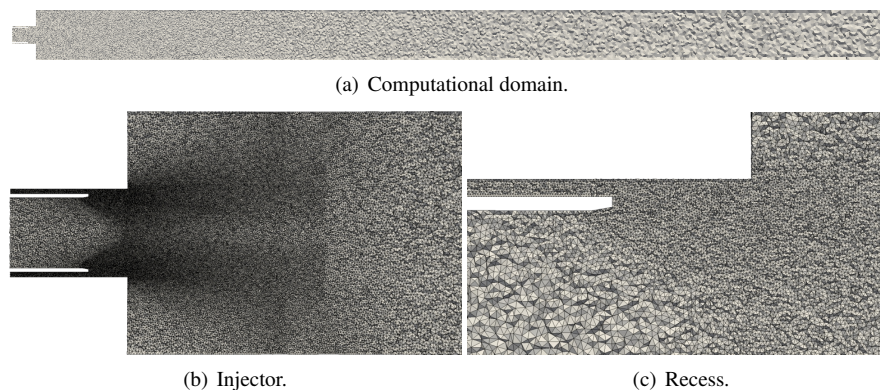 (a) Computational domain.
(b) Injector.
(c) Recess.